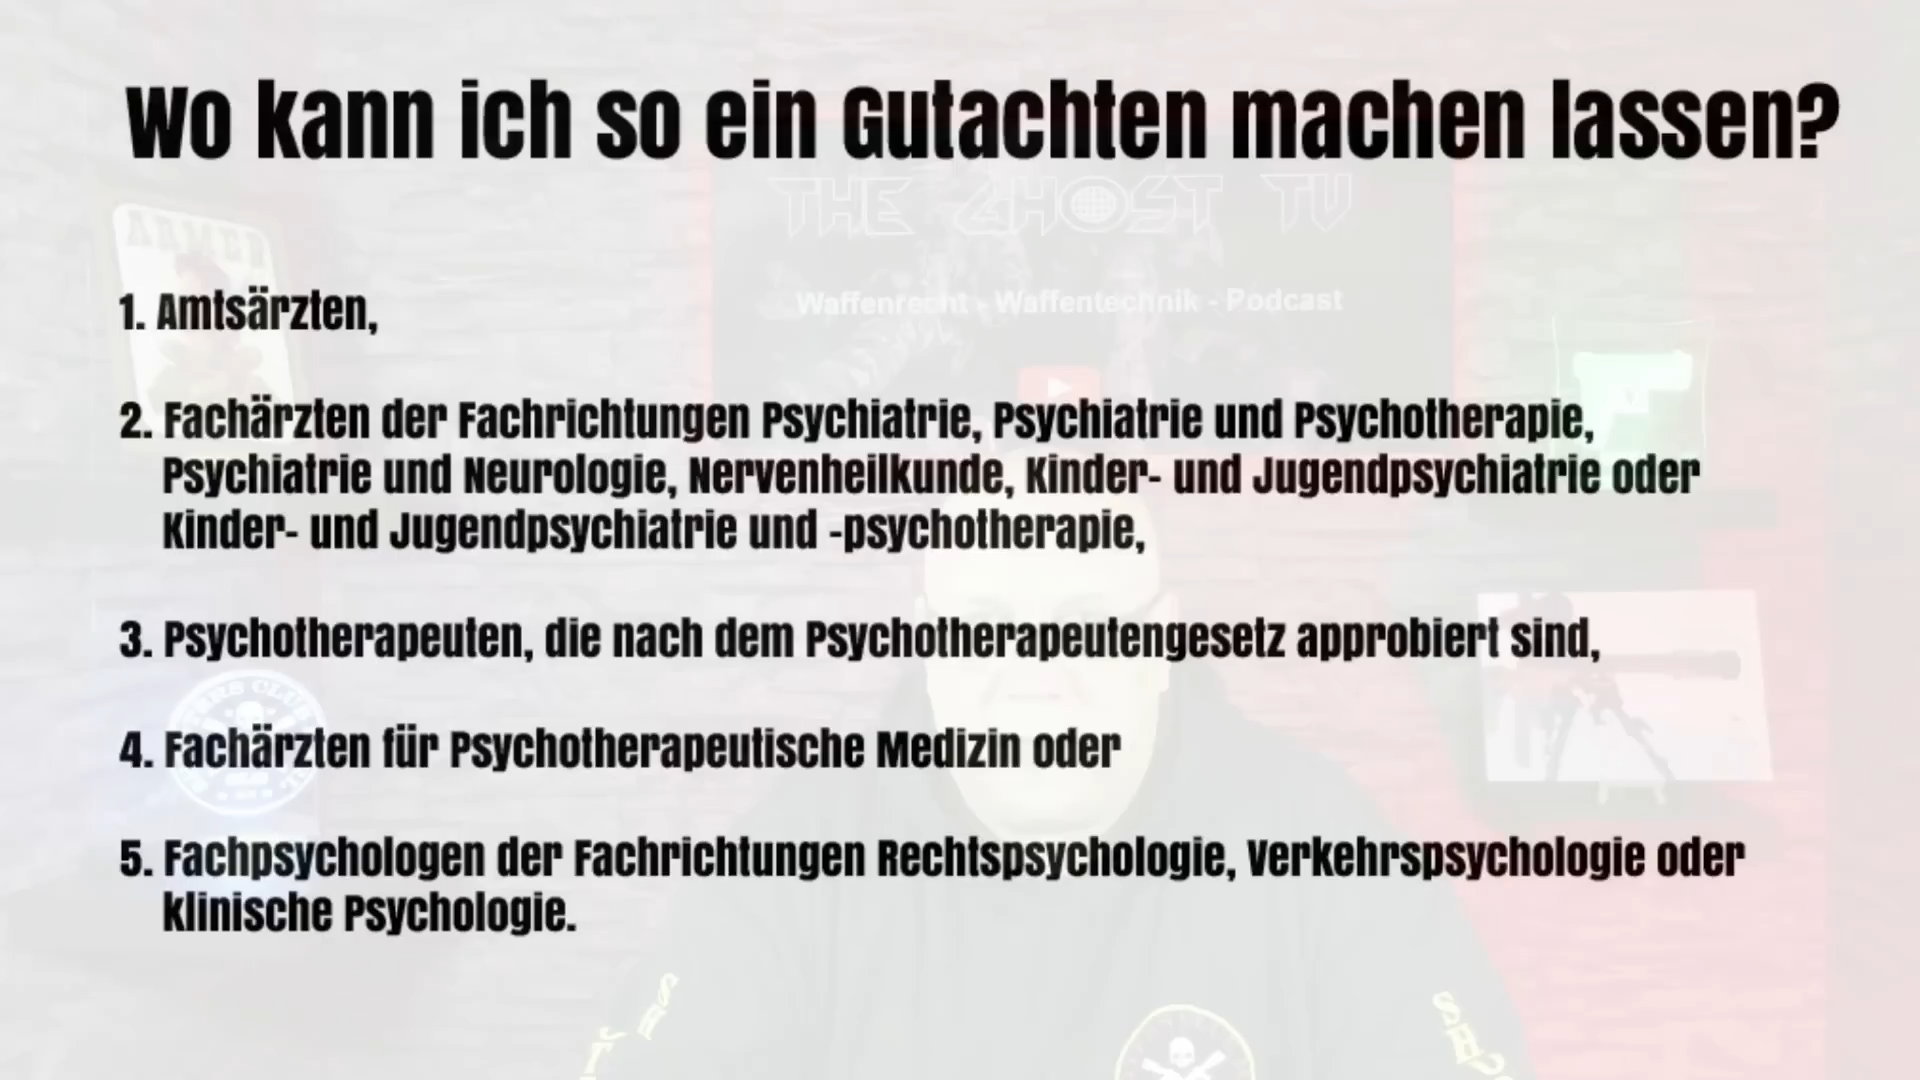 Wo kann ich so ein Gutachten machen lassen?
THE GHOST TV
Waffenrecht - Waffentechnik - Podcast
1. Amtsärzten,
2. Fachärzten der Fachrichtungen Psychiatrie, Psychiatrie und Psychotherapie,
Psychiatrie und Neurologie, Nervenheilkunde, Kinder- und Jugendpsychiatrie oder
Kinder- und Jugendpsychiatrie und -psychotherapie,
3. Psychotherapeuten, die nach dem Psychotherapeutengesetz approbiert sind,
4. Fachärzten für Psychotherapeutische Medizin oder
5. Fachpsychologen der Fachrichtungen Rechtspsychologie, Verkehrspsychologie oder
klinische Psychologie.